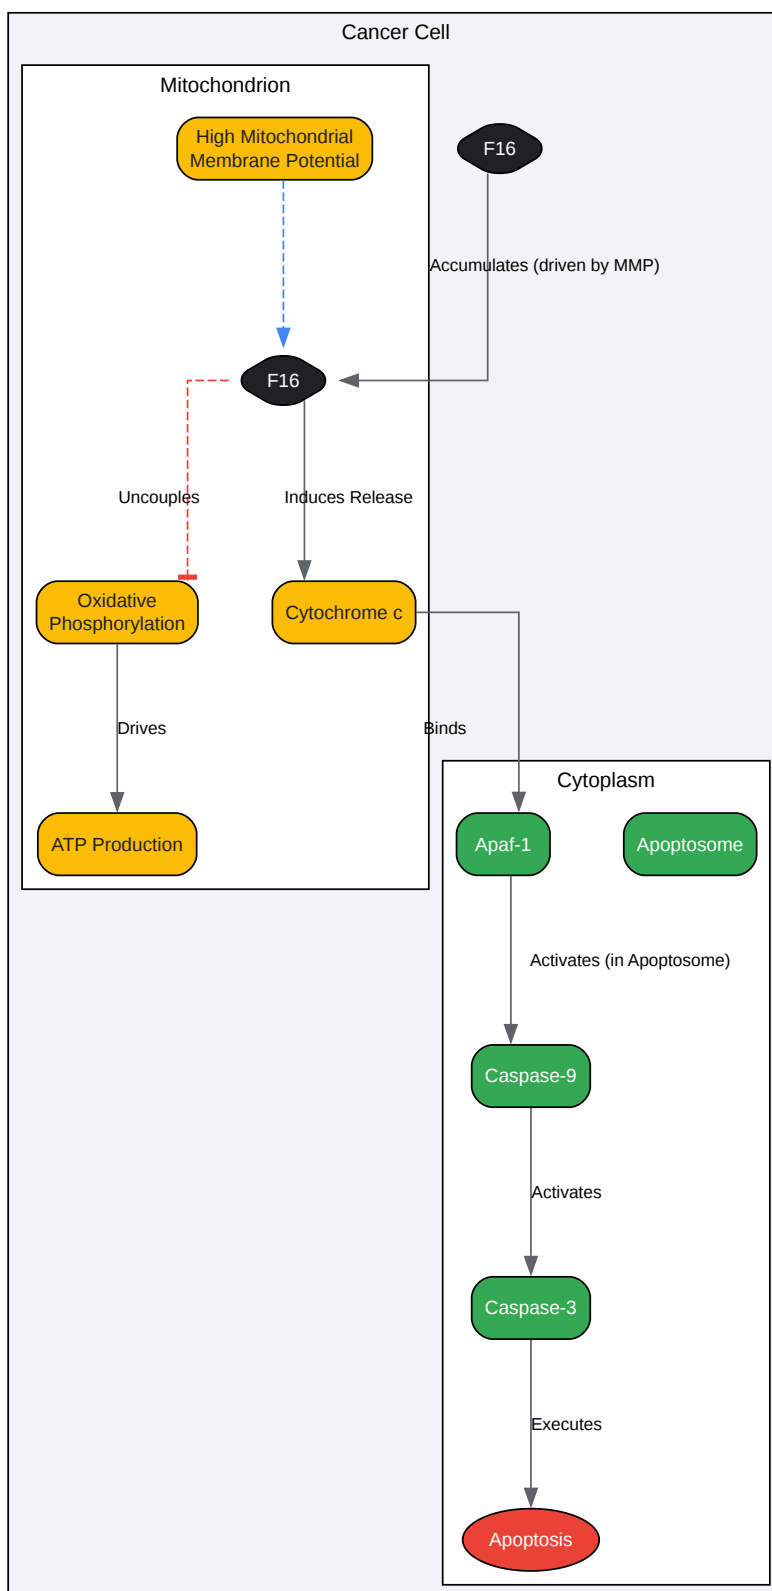 Cancer Cell
Mitochondrion
High Mitochondrial
Membrane Potential
F16
Accumulates (driven by MMP)
F16
Uncouples
Induces Release
Oxidative
Phosphorylation
Cytochrome c
Drives
Binds
Cytoplasm
ATP Production
Apaf-1
Apoptosome
Activates (in Apoptosome)
Caspase-9
Activates
Caspase-3
Executes
Apoptosis